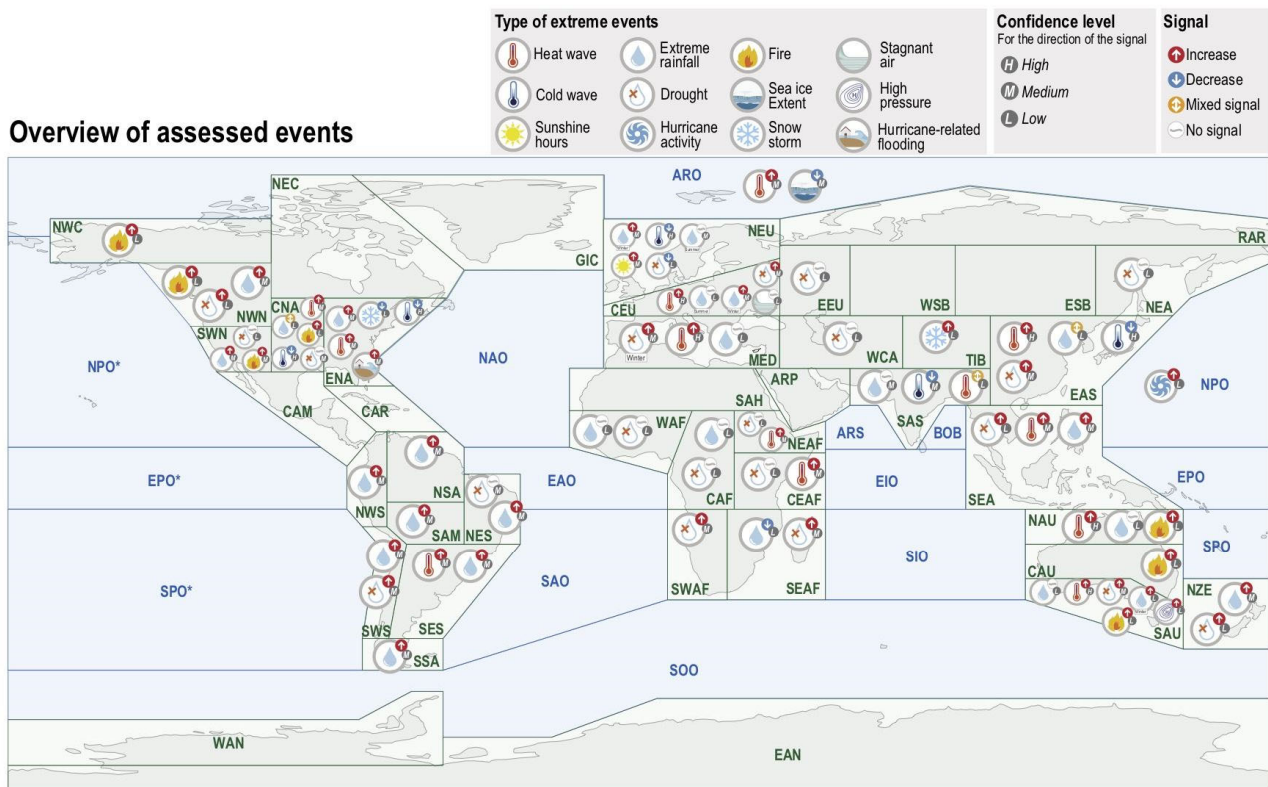 Type of extreme events
Heat wave
Extreme
rainfall
Fire
Stagnant
air
Cold wave
Drought
Sea ice
Extent
High
pressure
Sunshine
hours
Hurricane
activity
Snow
storm
Hurricane-related
flooding
Confidence level
For the direction of the signal
H High
M Medium
L Low
Signal
Increase
Decrease
Mixed signal
No signal
Overview of assessed events
ARO
NEC
NWC
GIC
NEU
RAR
CEU
EEU
WSB
ESB
NEA
CNA
SWN
NWN
NPO*
NAO
ENA
MED
Winter
WCA
TIB
EAS
NPO
CAM
CAR
SAH
ARP
WAF
NEAF
ARS
SAS
BOB
EPO*
NSA
NWS
EAO
CAF
CEAF
EIO
SEA
EPO
SAM
NES
NAU
SPO*
SAO
SWAF
SEAF
SIO
CAU
SPO
NZE
SWS
SES
SAU
SSA
SOO
WAN
EAN